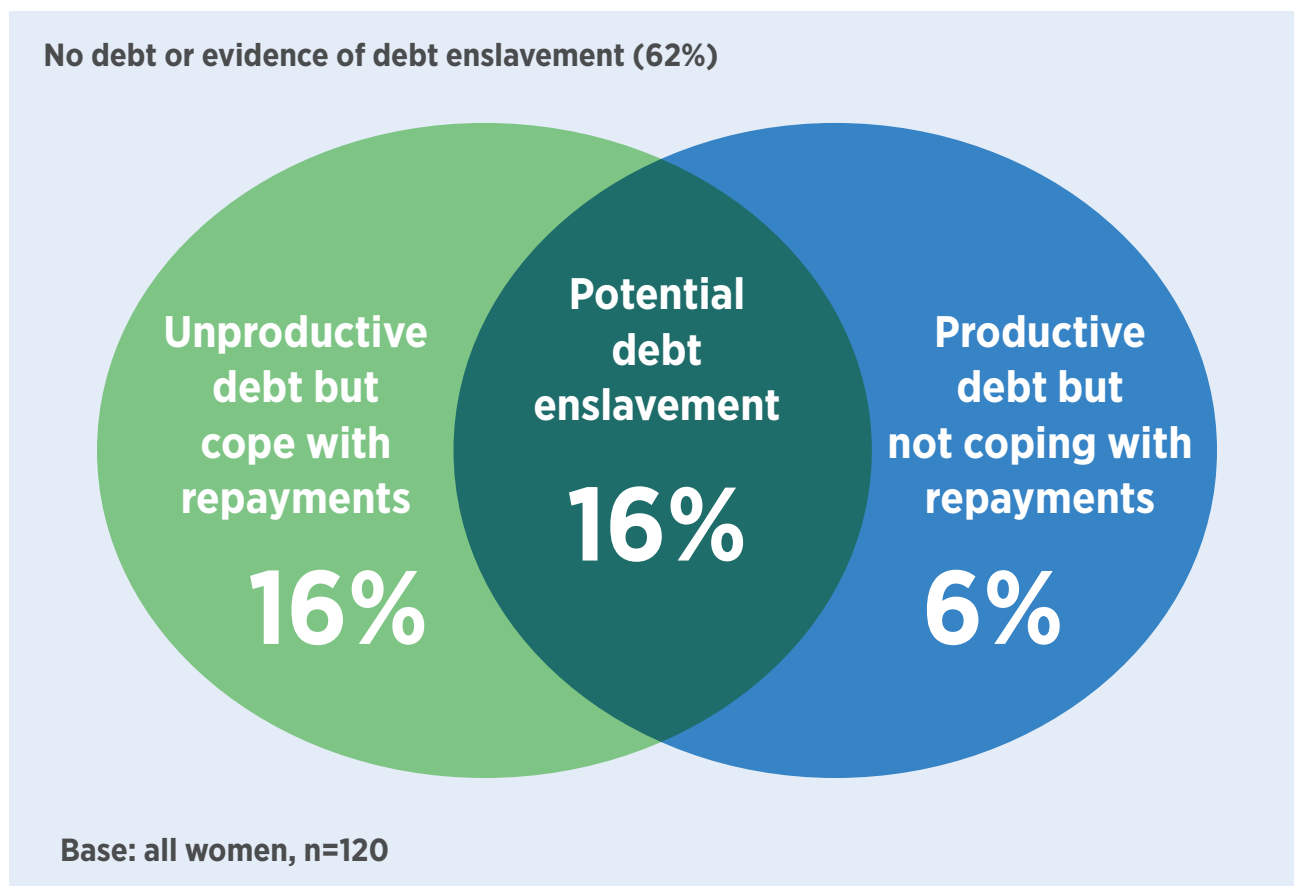 No debt or evidence of debt enslavement (62%)
Unproductive
debt but
cope with
repayments
16%
Potential
debt
enslavement
16%
Productive
debt but
not coping with
repayments
6%
Base: all women, n=120